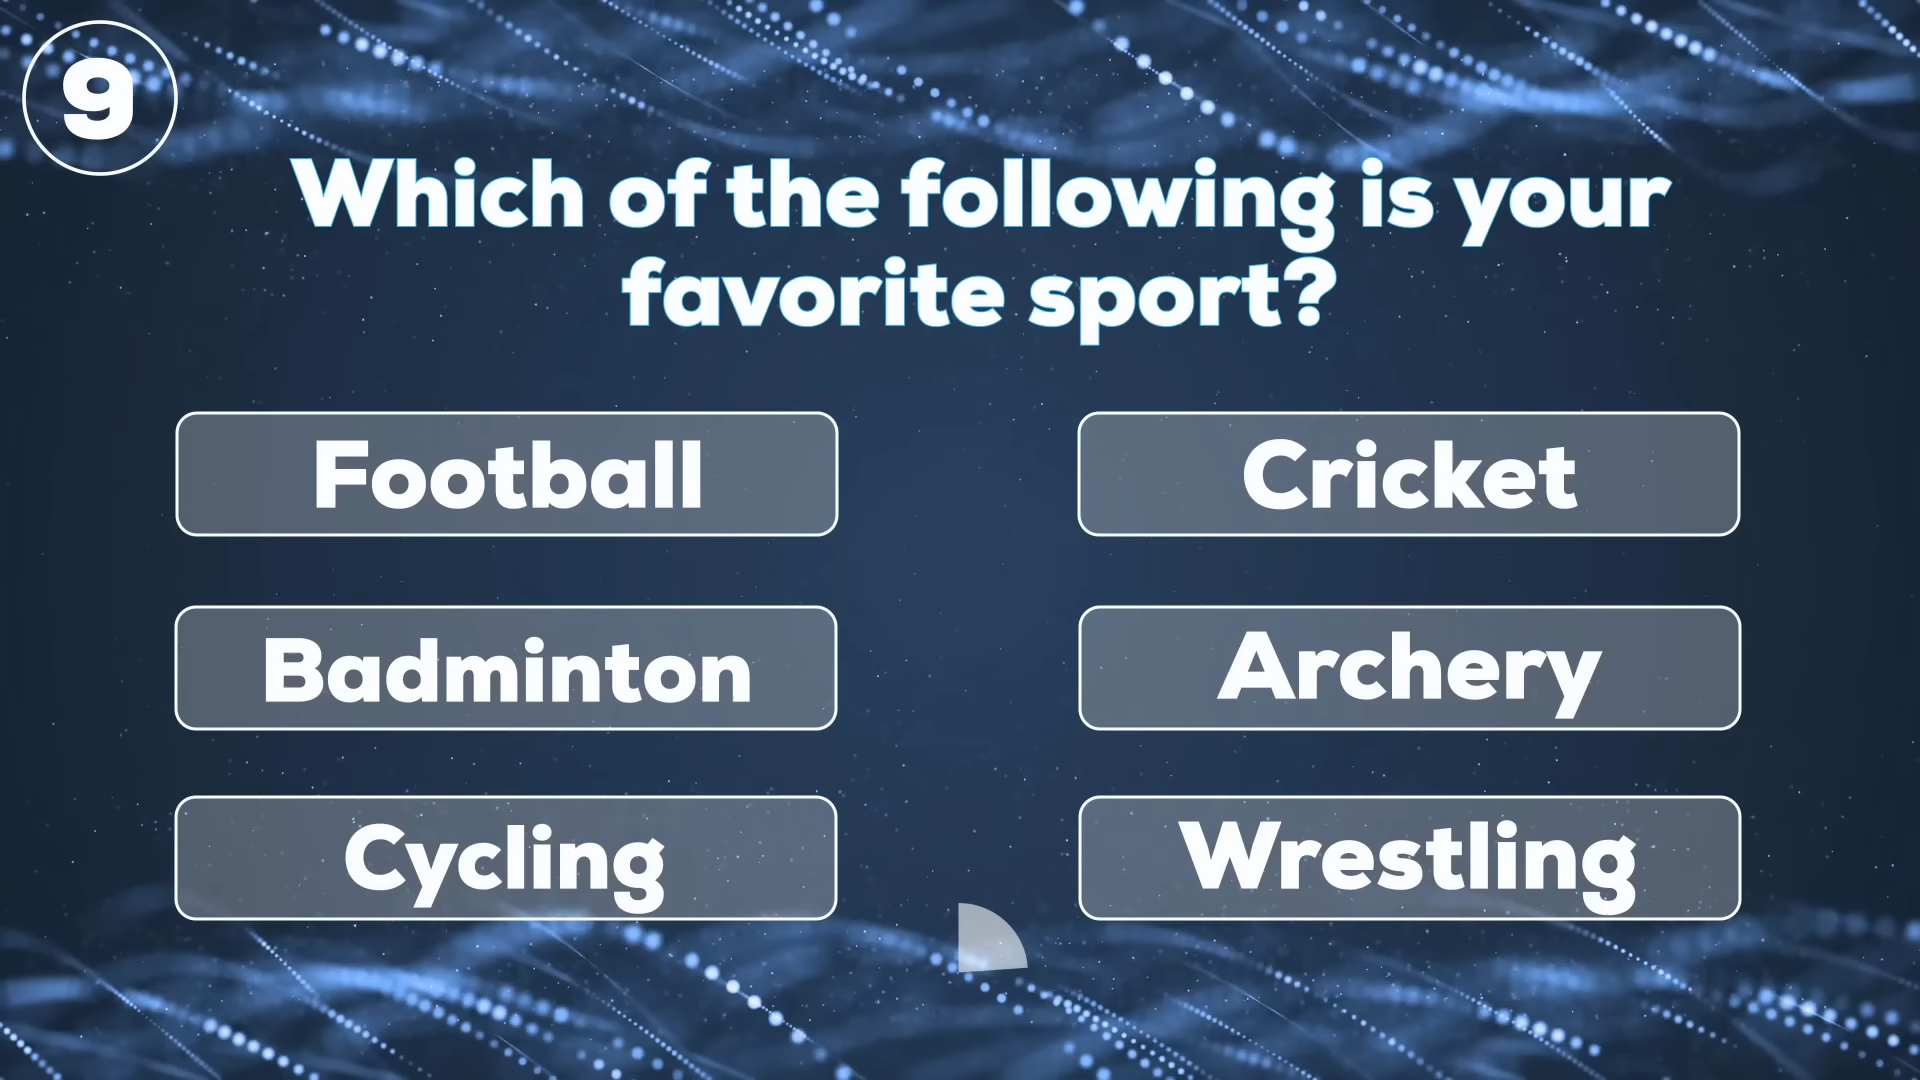 9
Which of the following is your
favorite sport?
Football
Cricket
Badminton
Archery
Cycling
Wrestling